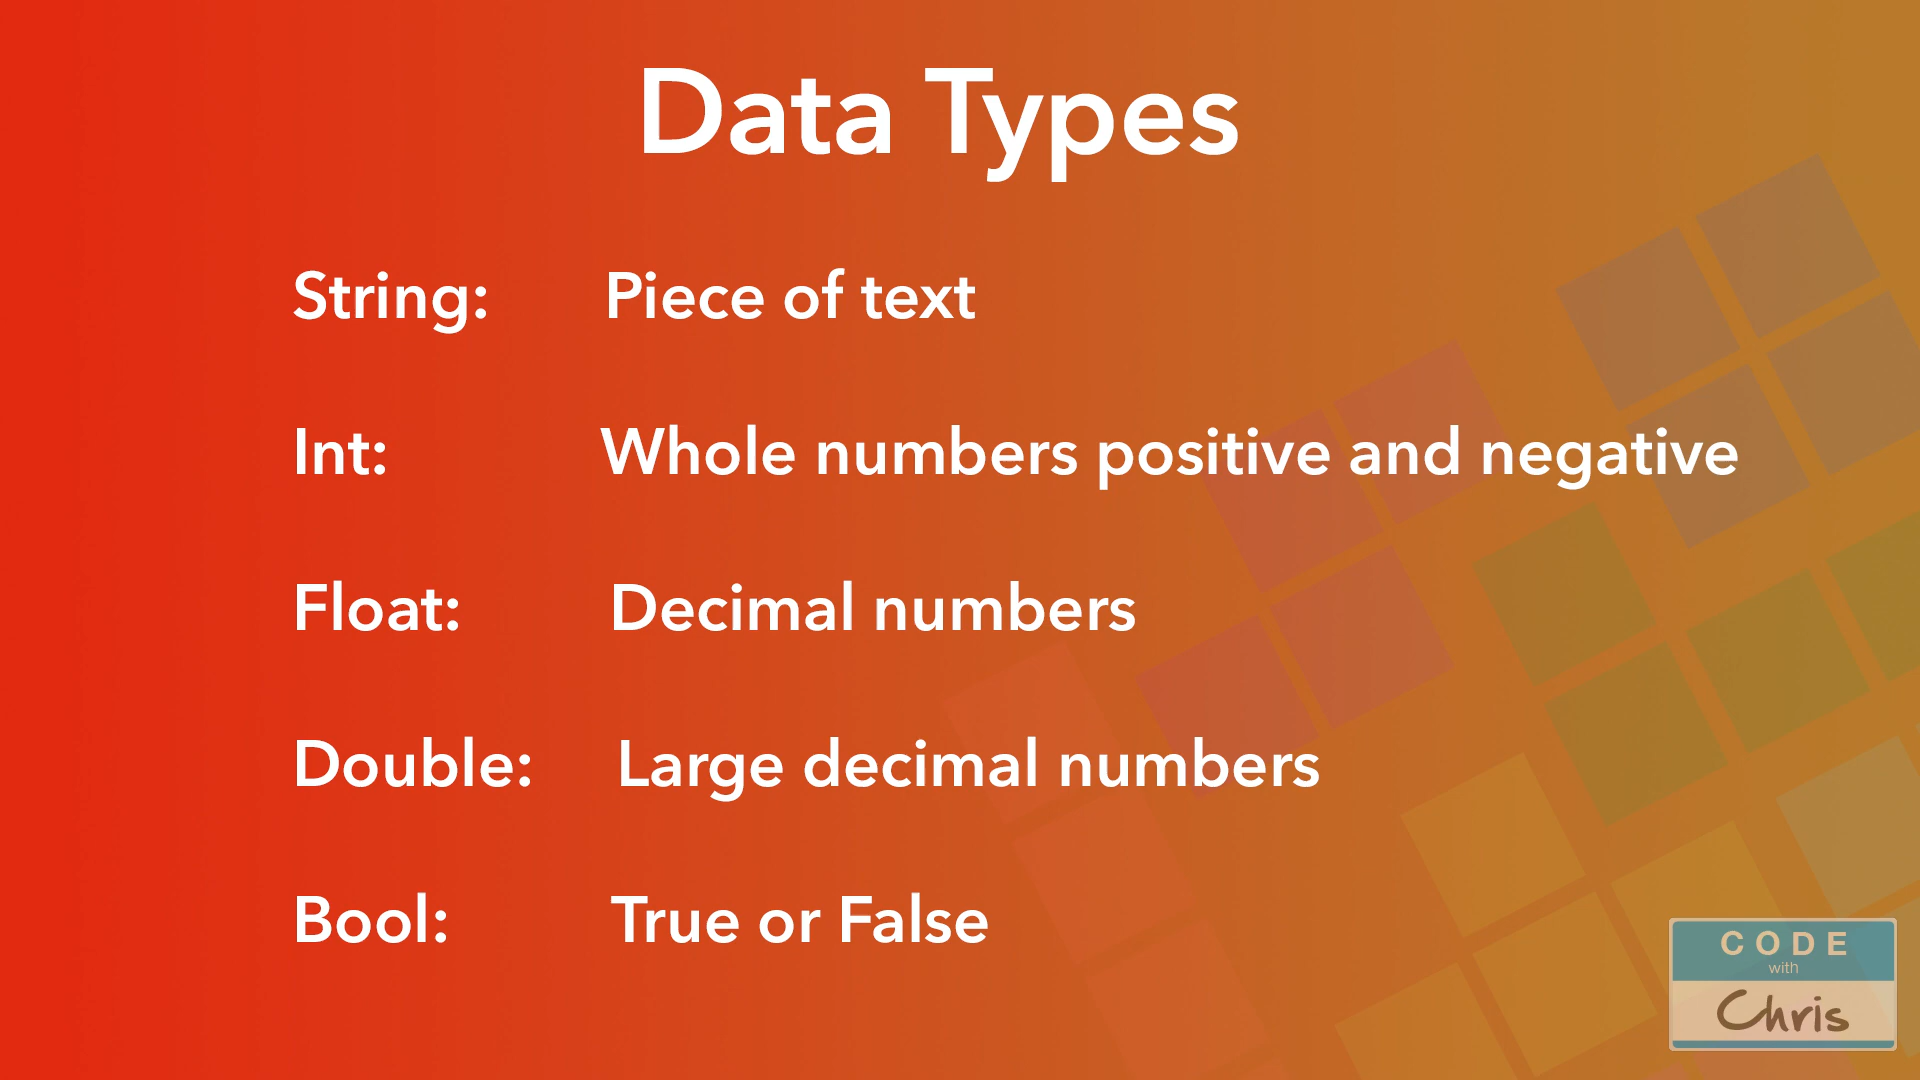 Data Types
String: Piece of text
Int: Whole numbers positive and negative
Float: Decimal numbers
Double: Large decimal numbers
Bool: True or False
CODE
with
Chris